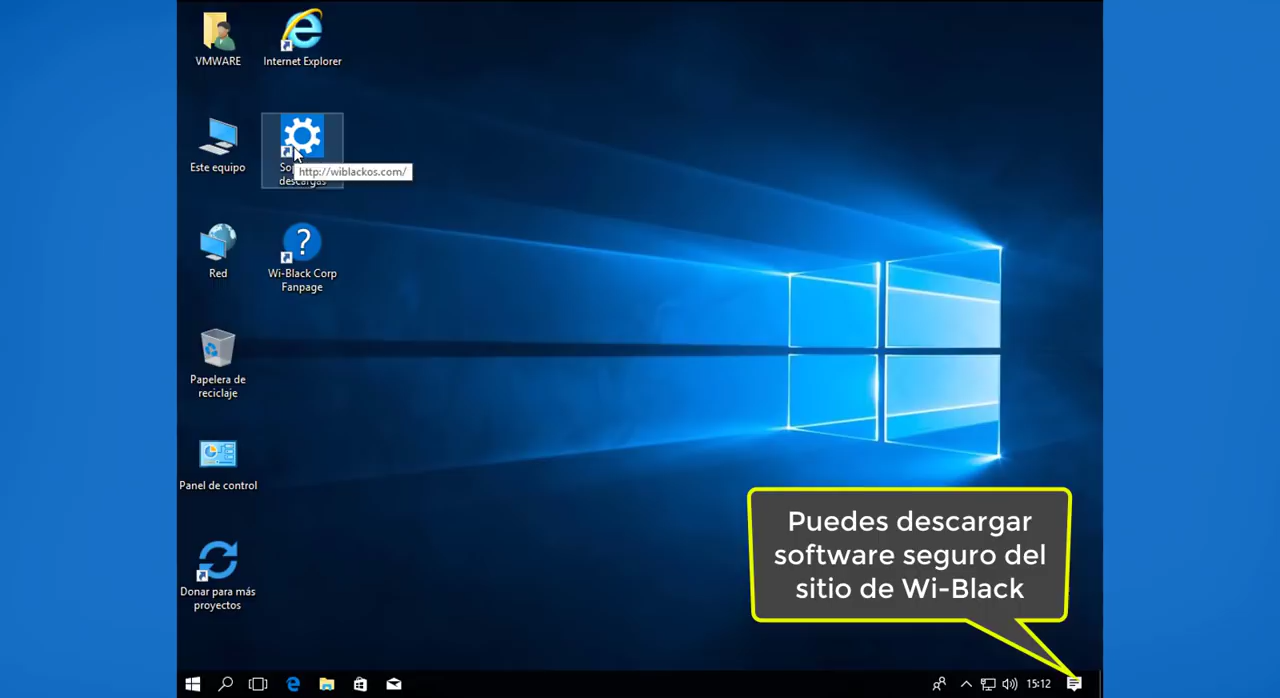 VMWARE
Internet Explorer
Este equipo
http://wiblackos.com/
descargas
Red
Wi-Black Corp
Fanpage
Papelera de
reciclaje
Panel de control
Donar para más
proyectos
Puedes descargar
software seguro del
sitio de Wi-Black
15:12